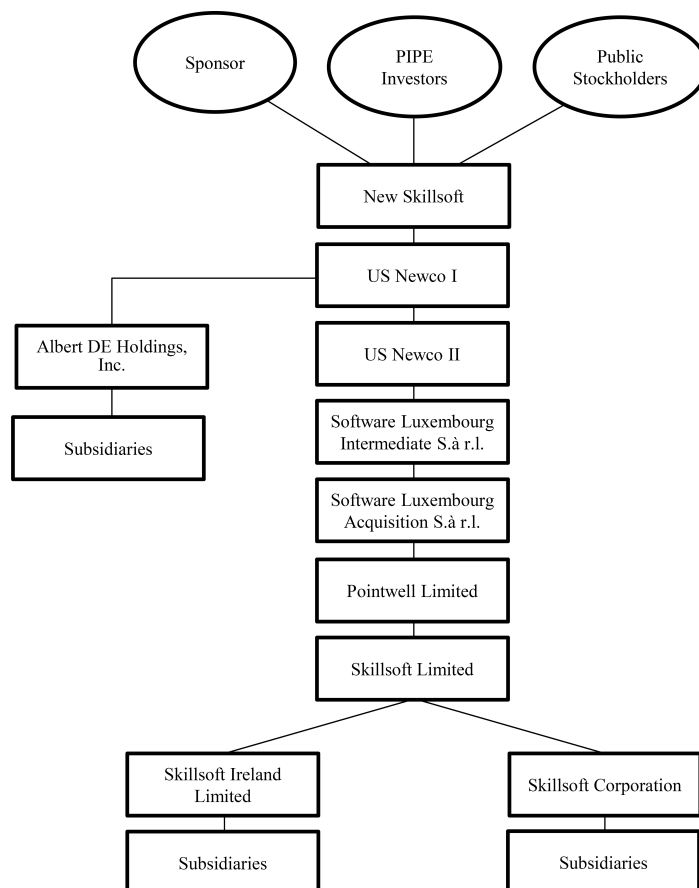 Sponsor
PIPE
Investors
Public
Stockholders
New Skillsoft
US Newco I
Albert DE Holdings,
Inc.
US Newco II
Subsidiaries
Software Luxembourg
Intermediate S.à r.l.
Software Luxembourg
Acquisition S.à r.l.
Pointwell Limited
Skillsoft Limited
Skillsoft Ireland
Limited
Skillsoft Corporation
Subsidiaries
Subsidiaries